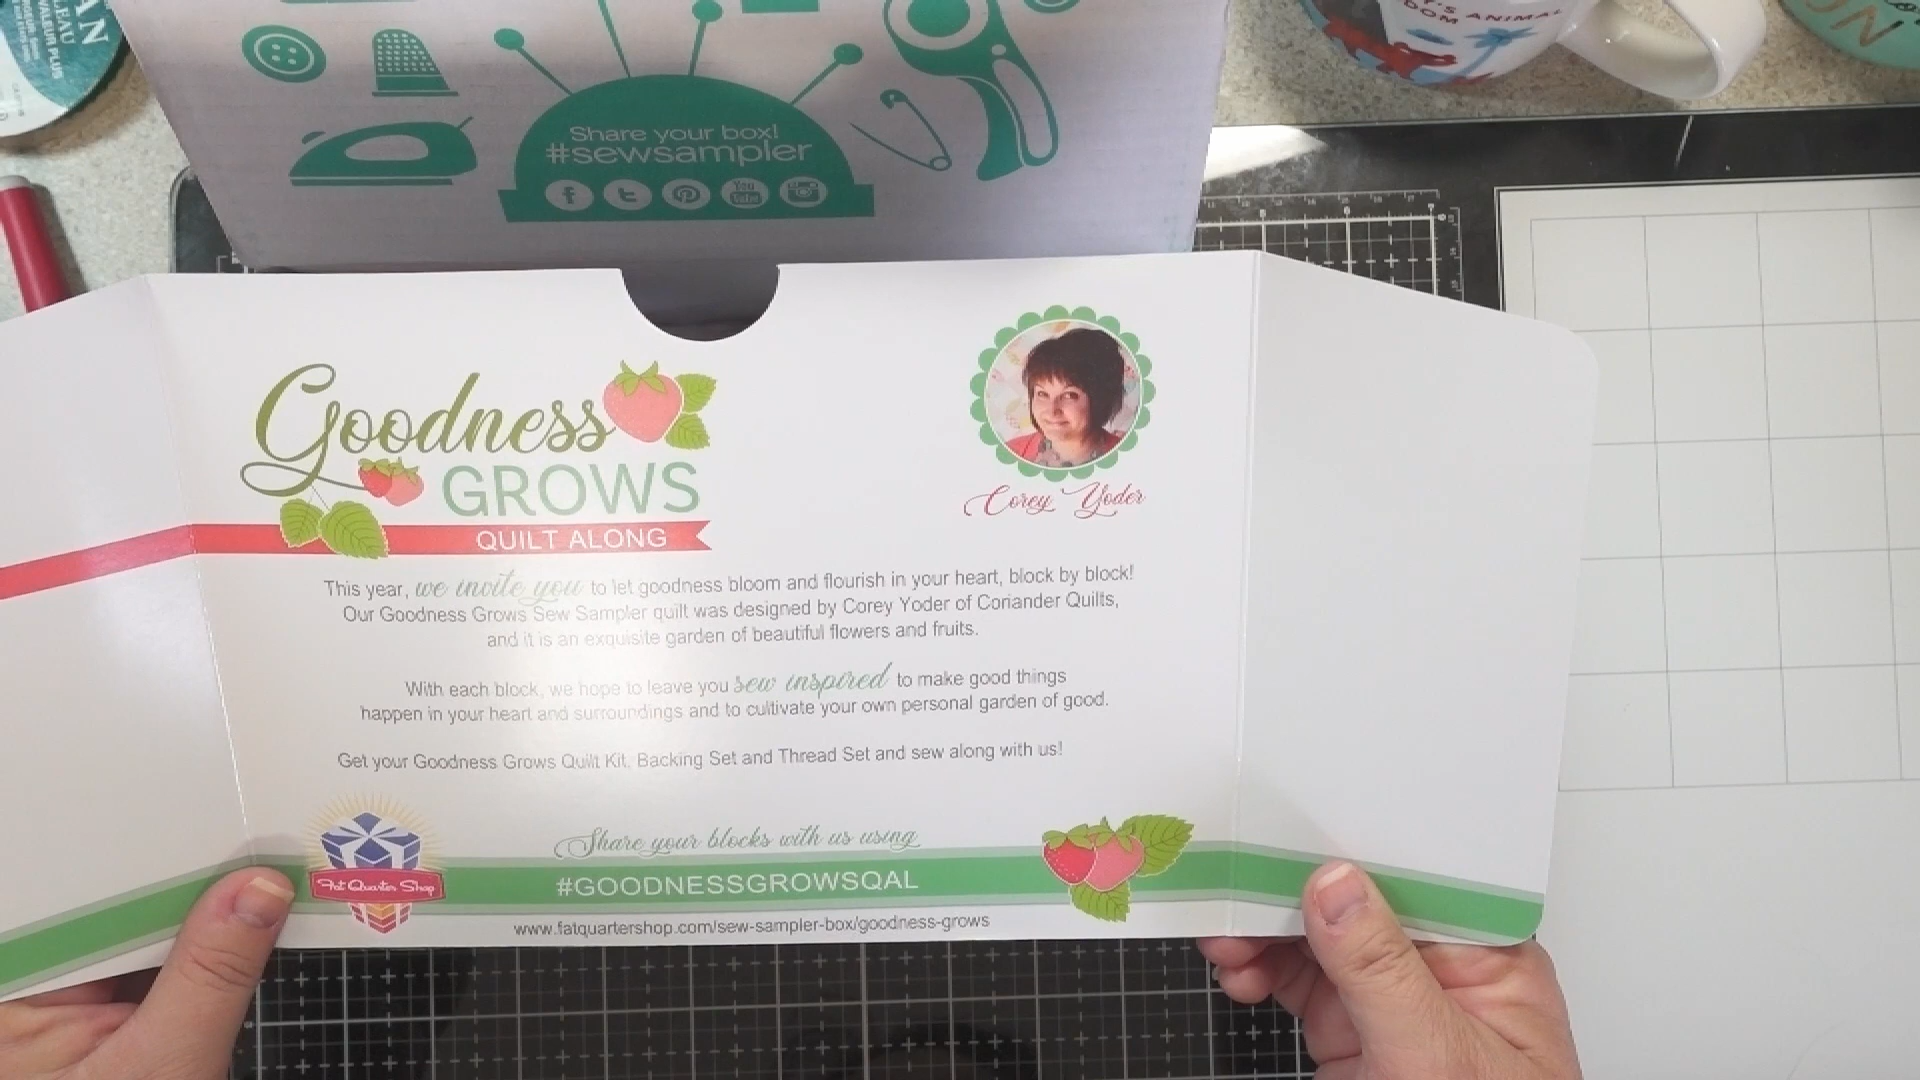 VALEUR PLUS
'S ANIMAL
DOM
Share your box!
#sewsampler
You
Tube
Goodness
GROWS
QUILT ALONG
Corey Yoder
This year, we invite you to let goodness bloom and flourish in your heart, block by block!
Our Goodness Grows Sew Sampler quilt was designed by Corey Yoder of Coriander Quilts,
and it is an exquisite garden of beautiful flowers and fruits.
With each block, we hope to leave you sew inspired to make good things
happen in your heart and surroundings and to cultivate your own personal garden of good.
Get your Goodness Grows Quilt Kit, Backing Set and Thread Set and sew along with us!
Share your blocks with us using
Fat Quarter Shop
#GOODNESSGROWSQAL
www.fatquartershop.com/sew-sampler-box/goodness-grows